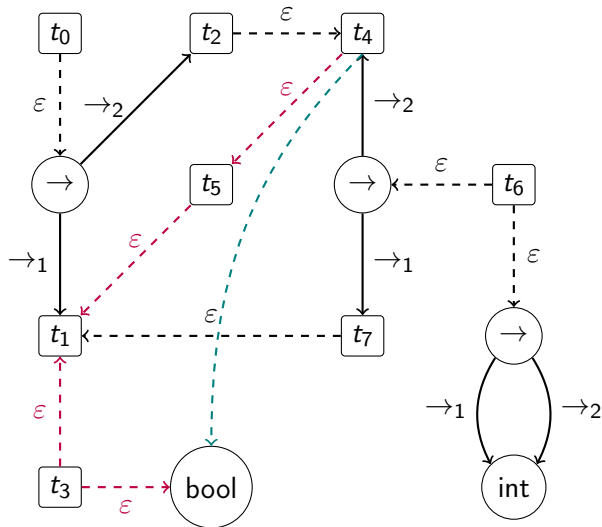 t₀ t₂ ε t₄
ε →₂ ε →₂
→ t₅ → ε t₆
→₁ ε →₁ ε
t₁ ε t₇ →
ε →₁ →₂
t₃ ε bool int